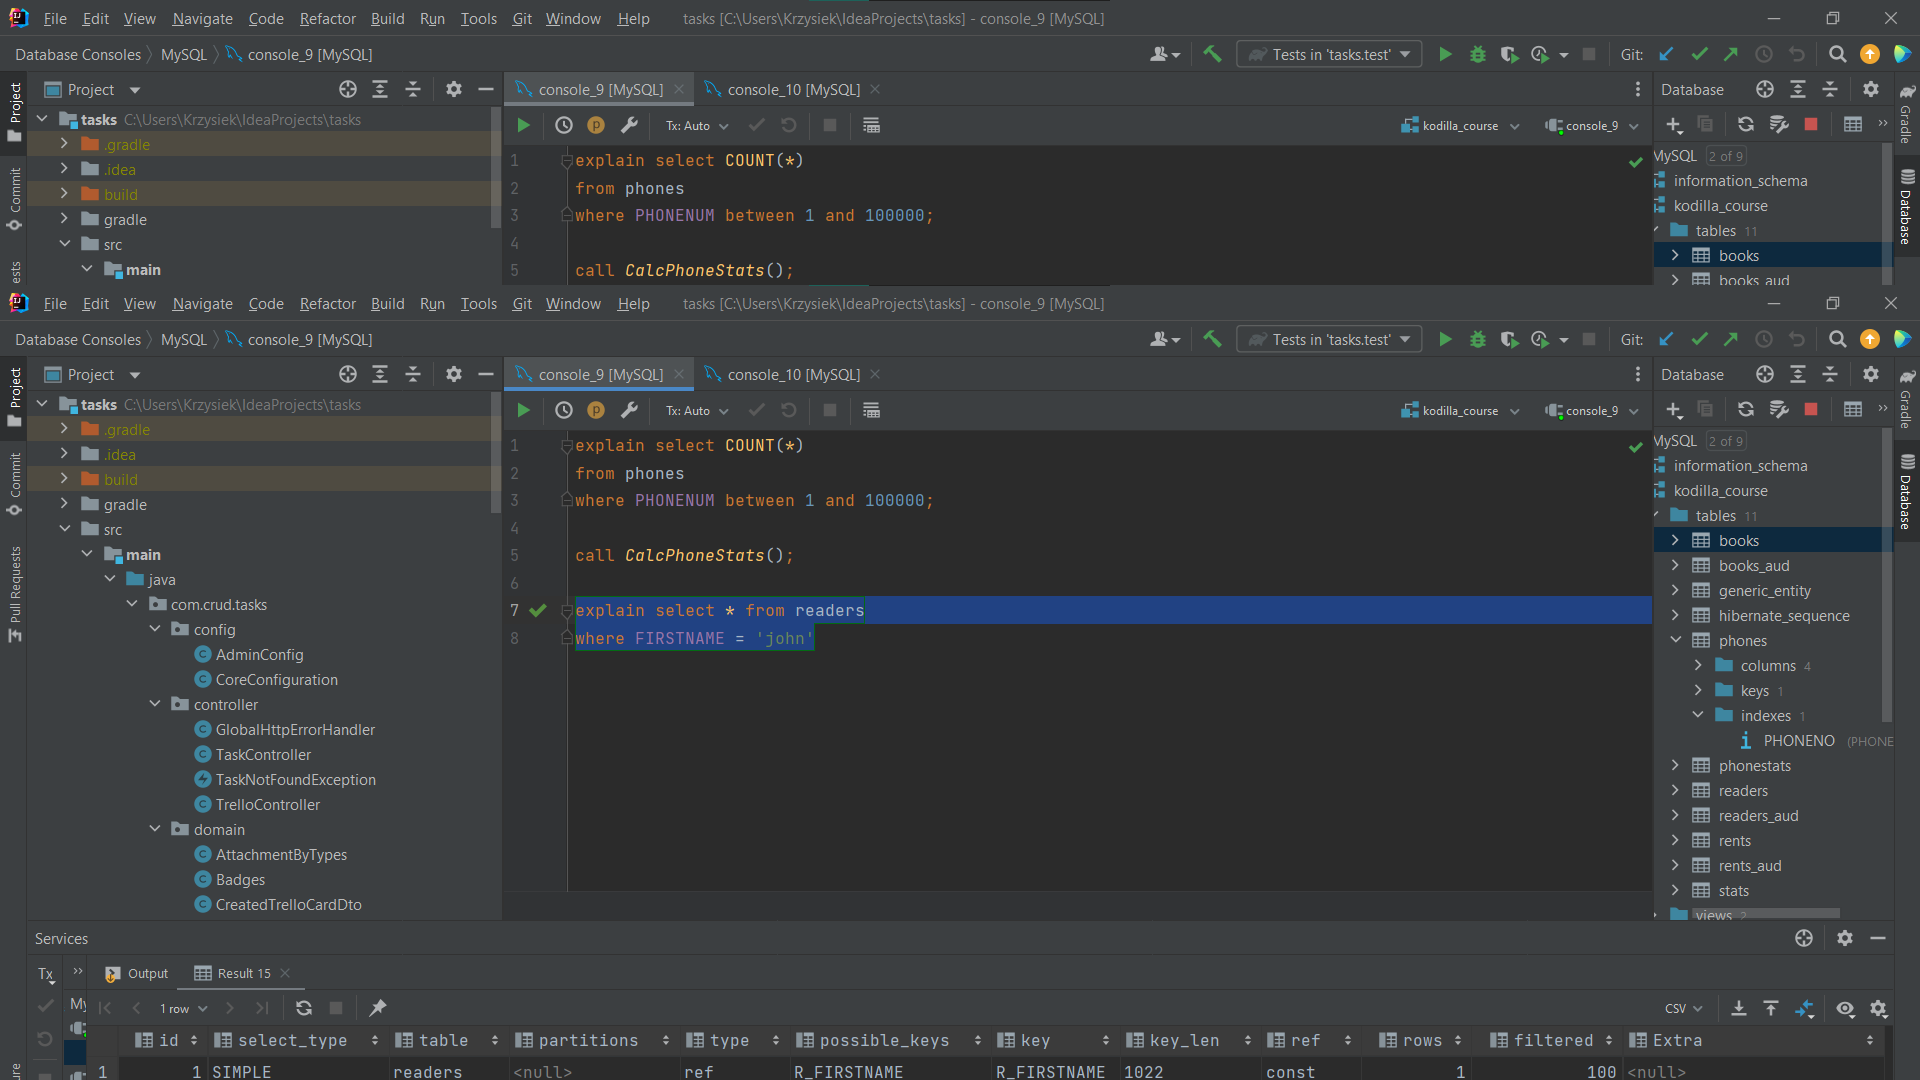 File Edit View Navigate Code Refactor Build Run Tools Git Window Help tasks [C:\Users\Krzysiek\IdeaProjects\tasks] - console_9 [MySQL]
Database Consoles MySQL console_9 [MySQL] Tests in 'tasks.test' Git:
Project console_9 [MySQL] console_10 [MySQL] Database
Project
Commit
Gradle
Database
tasks C:\Users\Krzysiek\IdeaProjects\tasks
.gradle
.idea
build
gradle
src
main
Tx: Auto kodilla_course console_9
1 explain select COUNT(*)
2 from phones
3 where PHONENUM between 1 and 100000;
4
5 call CalcPhoneStats();
MySQL 2 of 9
information_schema
kodilla_course
tables 11
books
books_aud
File Edit View Navigate Code Refactor Build Run Tools Git Window Help tasks [C:\Users\Krzysiek\IdeaProjects\tasks] - console_9 [MySQL]
Database Consoles MySQL console_9 [MySQL] Tests in 'tasks.test' Git:
Project console_9 [MySQL] console_10 [MySQL] Database
Project
Commit
Pull Requests
Gradle
Database
tasks C:\Users\Krzysiek\IdeaProjects\tasks
.gradle
.idea
build
gradle
src
main
java
com.crud.tasks
config
AdminConfig
CoreConfiguration
controller
GlobalHttpErrorHandler
TaskController
TaskNotFoundException
TrelloController
domain
AttachmentByTypes
Badges
CreatedTrelloCardDto
Tx: Auto kodilla_course console_9
1 explain select COUNT(*)
2 from phones
3 where PHONENUM between 1 and 100000;
4
5 call CalcPhoneStats();
6
7 explain select * from readers
8 where FIRSTNAME = 'john'
MySQL 2 of 9
information_schema
kodilla_course
tables 11
books
books_aud
generic_entity
hibernate_sequence
phones
columns 4
keys 1
indexes 1
PHONENO (PHONE
phonestats
readers
readers_aud
rents
rents_aud
stats
views 2
Services
Tx Output Result 15
My 1 row CSV
id select_type table partitions type possible_keys key key_len ref rows filtered Extra
1 1 SIMPLE readers <null> ref R_FIRSTNAME R_FIRSTNAME 1022 const 1 100 <null>